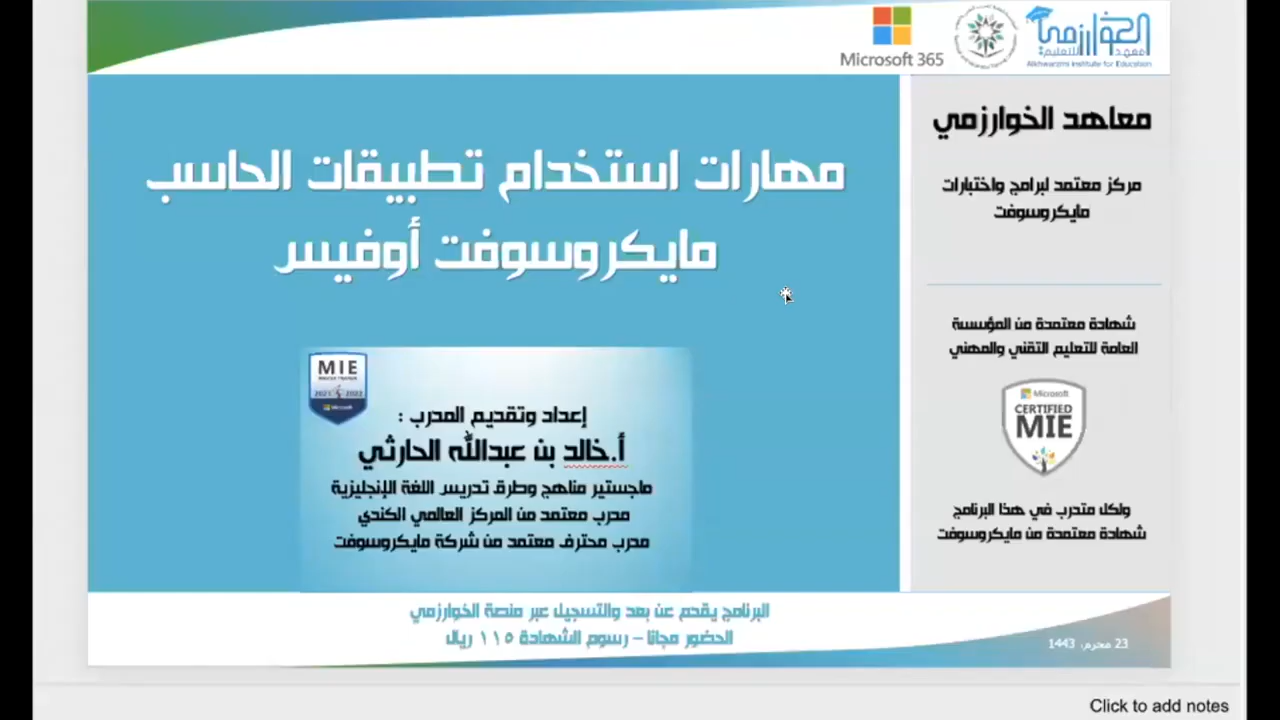 Microsoft 365
الخوارزمي
معهد للتعليم
Alkhwarizmi Institute for Education
معاهد الخوارزمي
مركز معتمد لبرامج واختبارات
مايكروسوفت
شهادة معتمدة من المؤسسة
العامة للتعليم التقني والمهني
Microsoft
CERTIFIED
MIE
ولكل متدرب في هذا البرنامج
شهادة معتمدة من مايكروسوفت
مهارات استخدام تطبيقات الحاسب
مايكروسوفت أوفيس
MIE
2021 2022
Microsoft
إعداد وتقديم المدرب :
أ.خالد بن عبدالله الحارثي
ماجستير مناهج وطرق تدريس اللغة الإنجليزية
مدرب معتمد من المركز العالمي الكندي
مدرب محترف معتمد من شركة مايكروسوفت
البرنامج يقدم عن بعد والتسجيل عبر منصة الخوارزمي
الحضور مجانا – رسوم الشهادة ١١٥ ريال
23 محرم، 1443
Click to add notes